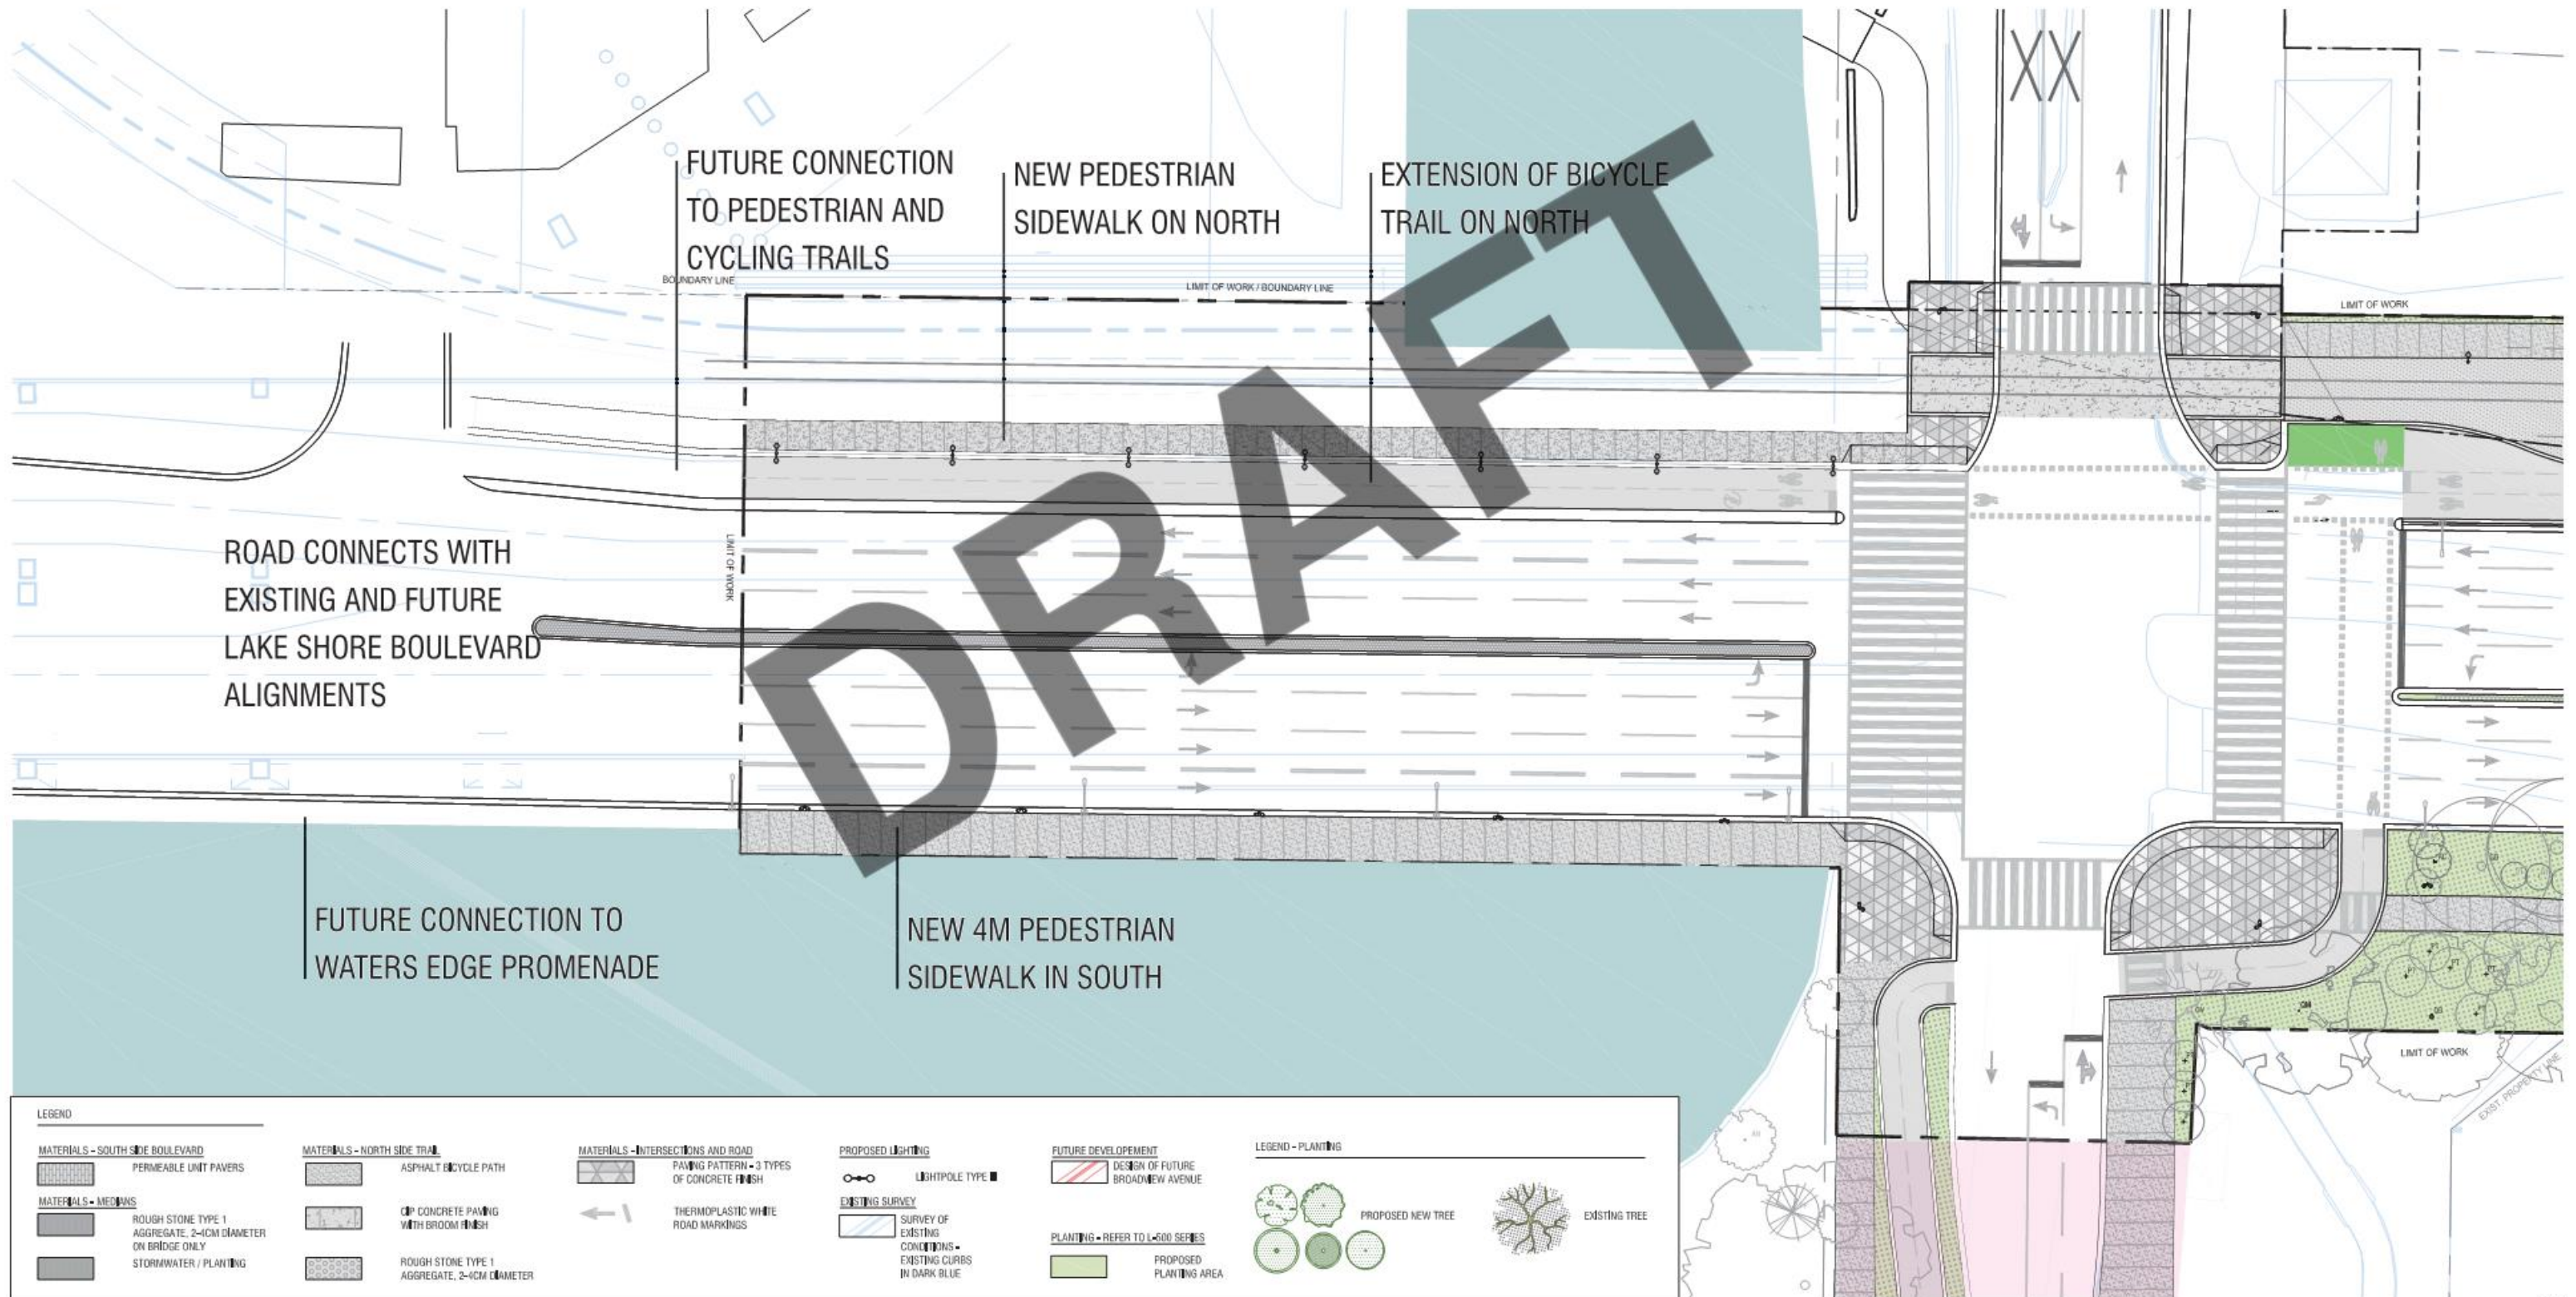 FUTURE CONNECTION
TO PEDESTRIAN AND
CYCLING TRAILS
NEW PEDESTRIAN
SIDEWALK ON NORTH
EXTENSION OF BICYCLE
TRAIL ON NORTH
BOUNDARY LINE
LIMIT OF WORK / BOUNDARY LINE
LIMIT OF WORK
DRAFT
ROAD CONNECTS WITH
EXISTING AND FUTURE
LAKE SHORE BOULEVARD
ALIGNMENTS
LIMIT OF WORK
FUTURE CONNECTION TO
WATERS EDGE PROMENADE
NEW 4M PEDESTRIAN
SIDEWALK IN SOUTH
LIMIT OF WORK
EXIST. PROPERTY LINE
LEGEND
MATERIALS - SOUTH SIDE BOULEVARD
PERMEABLE UNIT PAVERS
MATERIALS - MEDIANS
ROUGH STONE TYPE 1
AGGREGATE, 2-4CM DIAMETER
ON BRIDGE ONLY
STORMWATER / PLANTING
MATERIALS - NORTH SIDE TRAIL
ASPHALT BICYCLE PATH
CIP CONCRETE PAVING
WITH BROOM FINISH
ROUGH STONE TYPE 1
AGGREGATE, 2-4CM DIAMETER
MATERIALS - INTERSECTIONS AND ROAD
PAVING PATTERN - 3 TYPES
OF CONCRETE FINISH
THERMOPLASTIC WHITE
ROAD MARKINGS
PROPOSED LIGHTING
LIGHTPOLE TYPE
EXISTING SURVEY
SURVEY OF
EXISTING
CONDITIONS -
EXISTING CURBS
IN DARK BLUE
FUTURE DEVELOPEMENT
DESIGN OF FUTURE
BROADVIEW AVENUE
PLANTING - REFER TO L-500 SERIES
PROPOSED
PLANTING AREA
LEGEND - PLANTING
PROPOSED NEW TREE
EXISTING TREE